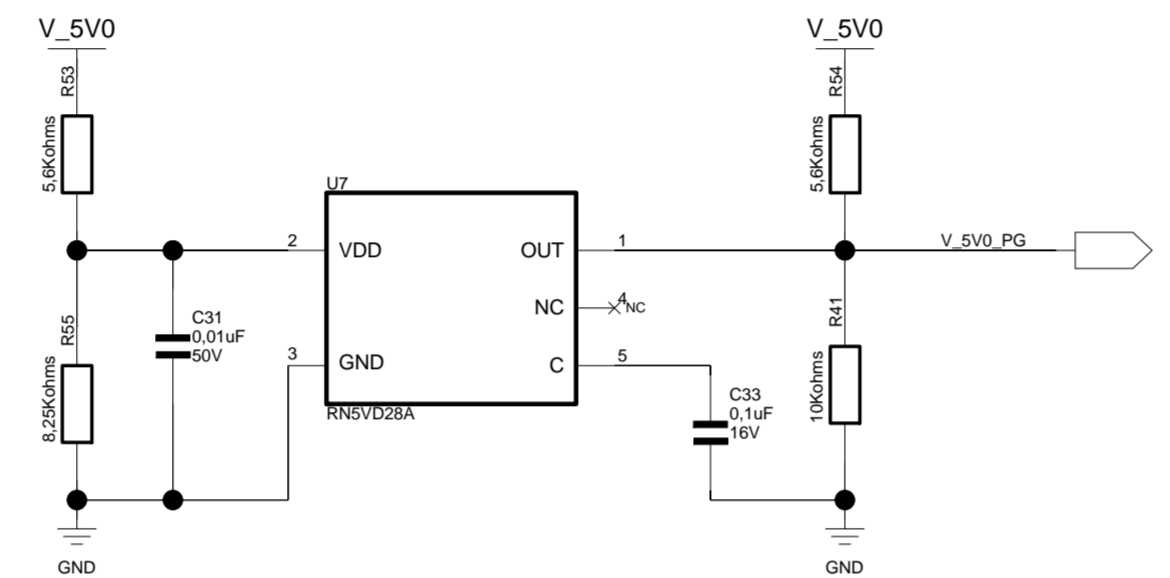 V_5V0
V_5V0
R53
5,6Kohms
R54
5,6Kohms
U7
2
VDD
OUT
1
V_5V0_PG
NC
4
NC
R55
8,25Kohms
C31
0,01uF
50V
3
GND
C
5
R41
10Kohms
RN5VD28A
C33
0,1uF
16V
GND
GND